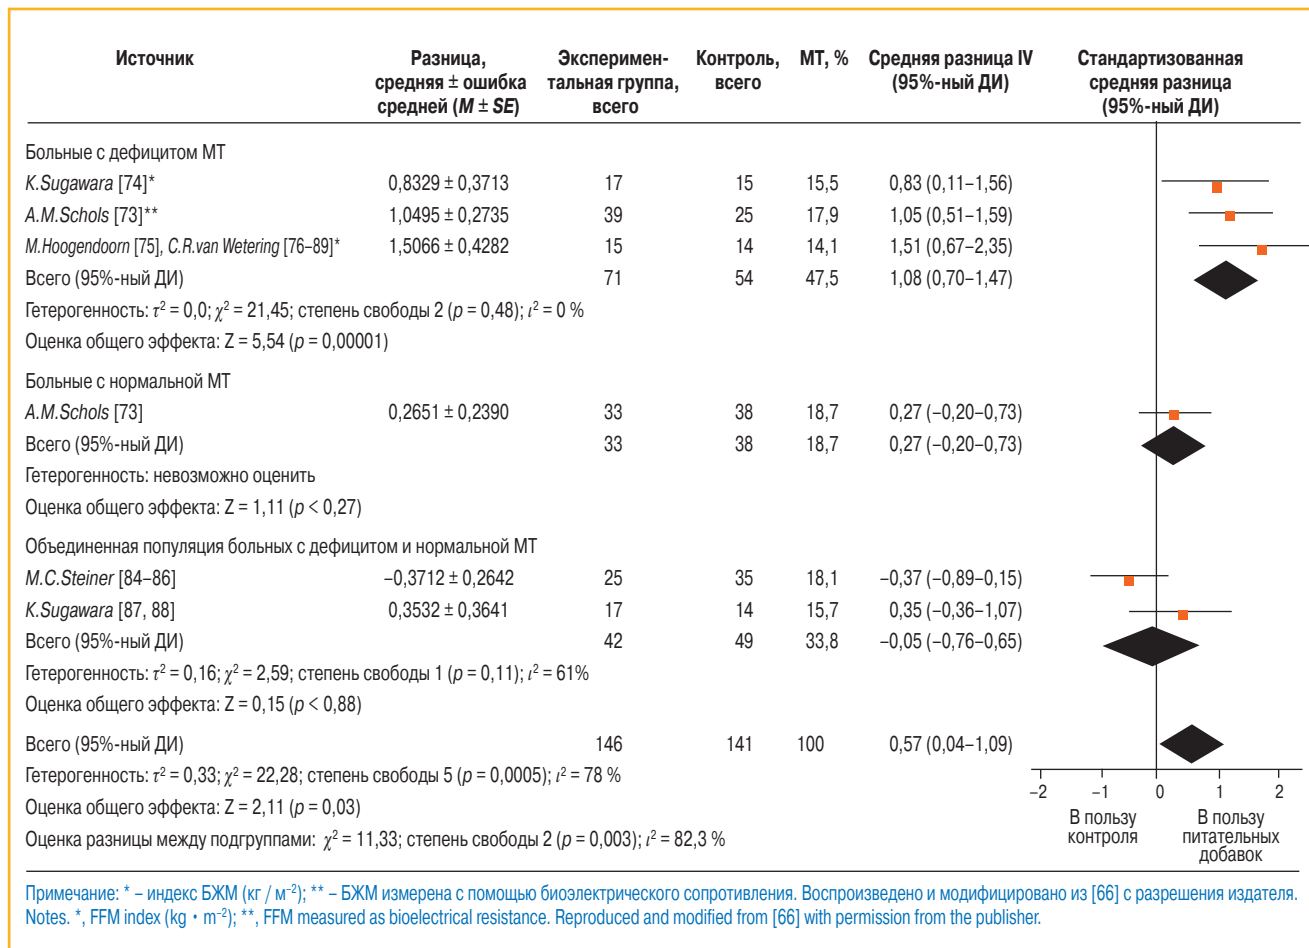 Источник Разница, Эксперимен- Контроль, МТ, % Средняя разница IV Стандартизованная
средняя ± ошибка тальная группа, всего (95%-ный ДИ) средняя разница
средней (M ± SE) всего (95%-ный ДИ)
Больные с дефицитом МТ
K.Sugawara [74]* 0,8329 ± 0,3713 17 15 15,5 0,83 (0,11–1,56)
A.M.Schols [73]** 1,0495 ± 0,2735 39 25 17,9 1,05 (0,51–1,59)
M.Hoogendoorn [75], C.R.van Wetering [76–89]* 1,5066 ± 0,4282 15 14 14,1 1,51 (0,67–2,35)
Всего (95%-ный ДИ) 71 54 47,5 1,08 (0,70–1,47)
Гетерогенность: τ² = 0,0; χ² = 21,45; степень свободы 2 (p = 0,48); ι² = 0 %
Оценка общего эффекта: Z = 5,54 (p = 0,00001)
Больные с нормальной МТ
A.M.Schols [73] 0,2651 ± 0,2390 33 38 18,7 0,27 (–0,20–0,73)
Всего (95%-ный ДИ) 33 38 18,7 0,27 (–0,20–0,73)
Гетерогенность: невозможно оценить
Оценка общего эффекта: Z = 1,11 (p < 0,27)
Объединенная популяция больных с дефицитом и нормальной МТ
M.C.Steiner [84–86] –0,3712 ± 0,2642 25 35 18,1 –0,37 (–0,89–0,15)
K.Sugawara [87, 88] 0,3532 ± 0,3641 17 14 15,7 0,35 (–0,36–1,07)
Всего (95%-ный ДИ) 42 49 33,8 –0,05 (–0,76–0,65)
Гетерогенность: τ² = 0,16; χ² = 2,59; степень свободы 1 (p = 0,11); ι² = 61%
Оценка общего эффекта: Z = 0,15 (p < 0,88)
Всего (95%-ный ДИ) 146 141 100 0,57 (0,04–1,09)
Гетерогенность: τ² = 0,33; χ² = 22,28; степень свободы 5 (p = 0,0005); ι² = 78 %
Оценка общего эффекта: Z = 2,11 (p = 0,03)
Оценка разницы между подгруппами: χ² = 11,33; степень свободы 2 (p = 0,003); ι² = 82,3 %
–2 –1 0 1 2
В пользу В пользу
контроля питательных
добавок
Примечание: * – индекс БЖМ (кг / м⁻²); ** – БЖМ измерена с помощью биоэлектрического сопротивления. Воспроизведено и модифицировано из [66] с разрешения издателя.
Notes. *, FFM index (kg · m⁻²); **, FFM measured as bioelectrical resistance. Reproduced and modified from [66] with permission from the publisher.